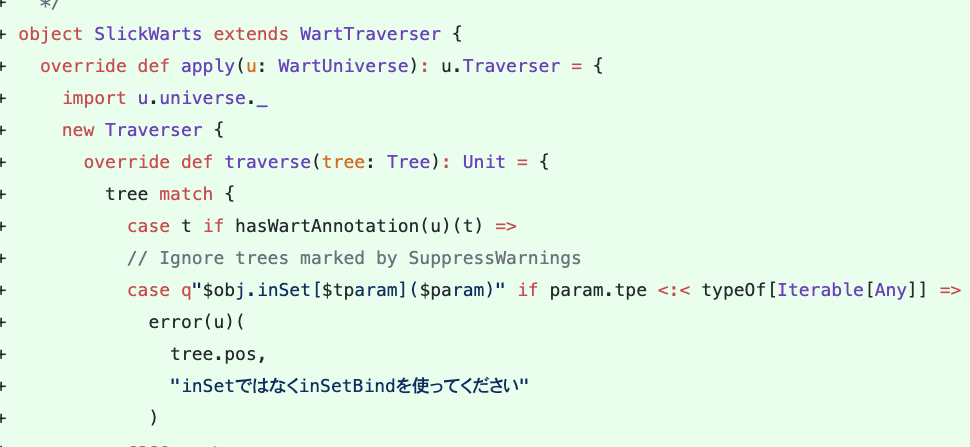 +   */
+ object SlickWarts extends WartTraverser {
+   override def apply(u: WartUniverse): u.Traverser = {
+     import u.universe._
+     new Traverser {
+       override def traverse(tree: Tree): Unit = {
+         tree match {
+           case t if hasWartAnnotation(u)(t) =>
+           // Ignore trees marked by SuppressWarnings
+           case q"$obj.inSet[$tparam]($param)" if param.tpe <:< typeOf[Iterable[Any]] =>
+             error(u)(
+               tree.pos,
+               "inSetではなくinSetBindを使ってください"
+             )